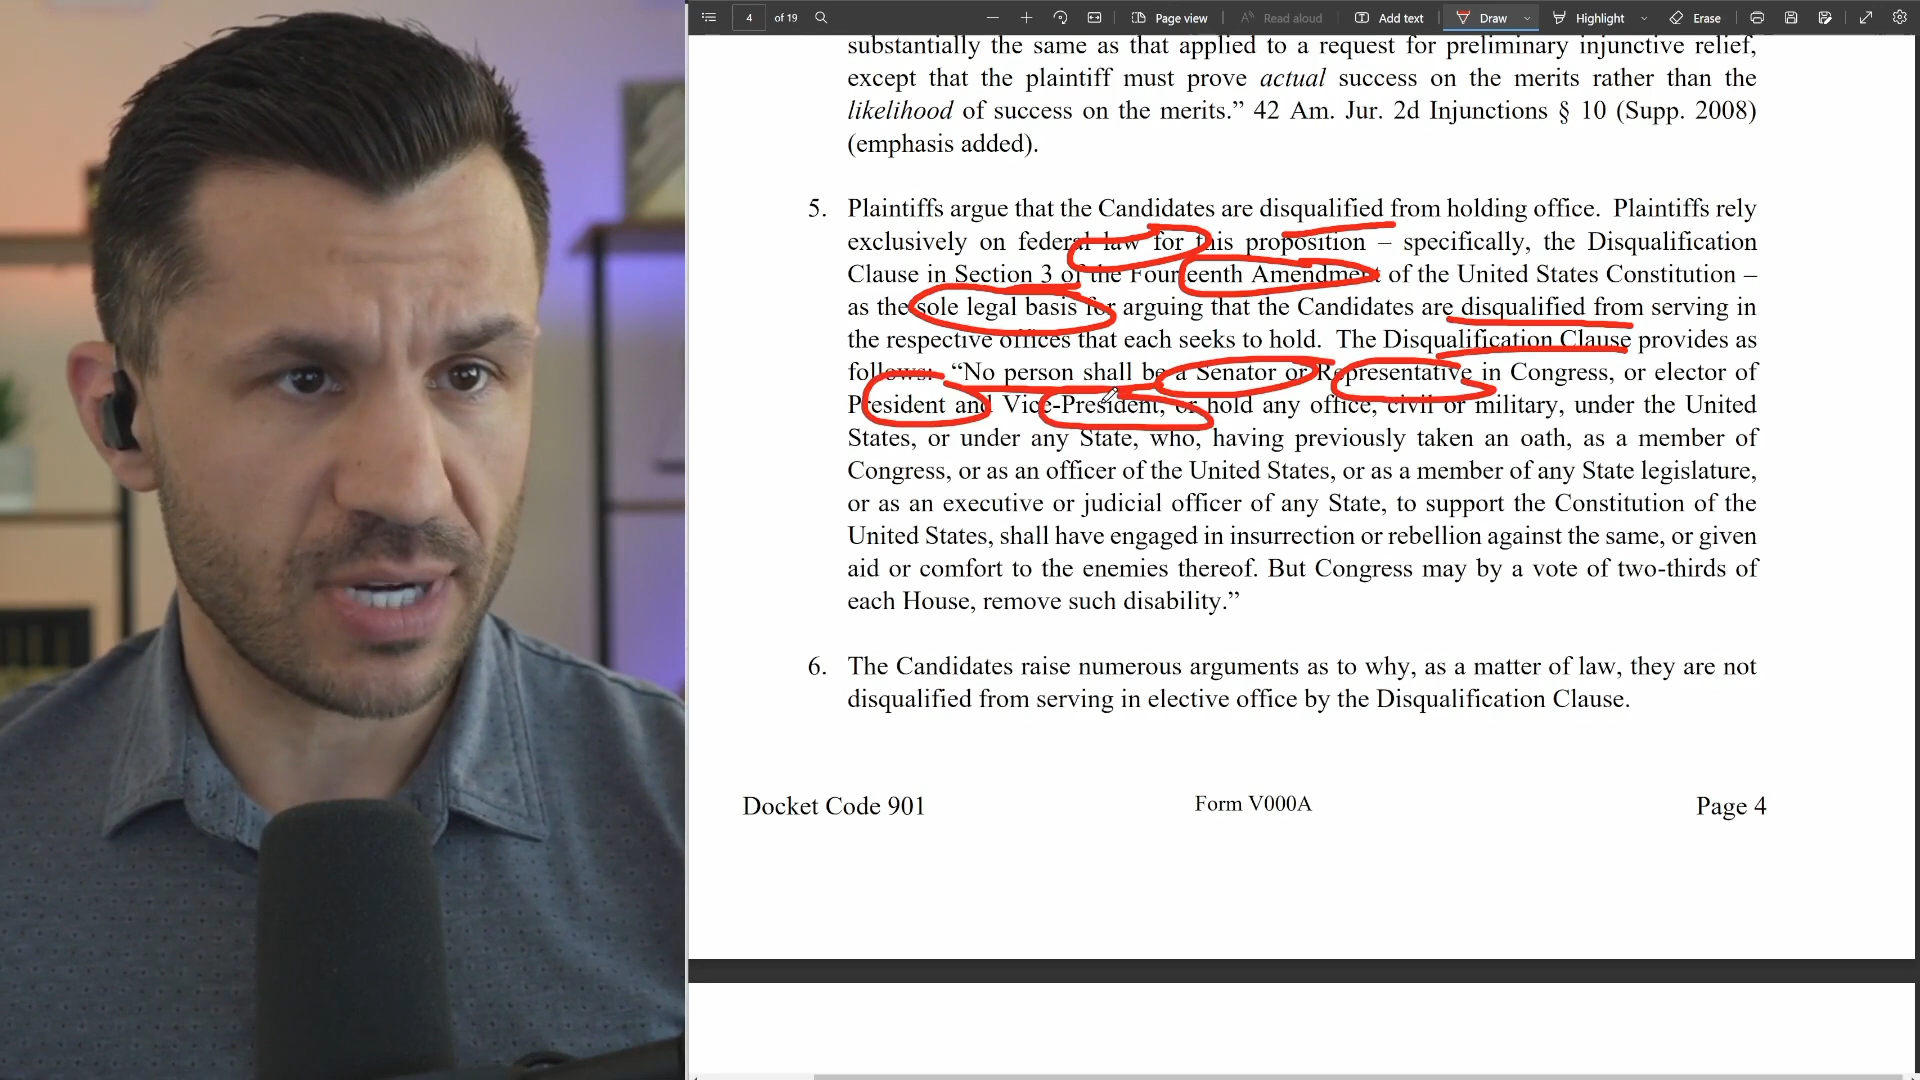 4 of 19 Page view Read aloud Add text Draw Highlight Erase
substantially the same as that applied to a request for preliminary injunctive relief,
except that the plaintiff must prove actual success on the merits rather than the
likelihood of success on the merits.” 42 Am. Jur. 2d Injunctions § 10 (Supp. 2008)
(emphasis added).
5. Plaintiffs argue that the Candidates are disqualified from holding office. Plaintiffs rely
exclusively on federal law for this proposition – specifically, the Disqualification
Clause in Section 3 of the Fourteenth Amendment of the United States Constitution –
as the sole legal basis for arguing that the Candidates are disqualified from serving in
the respective offices that each seeks to hold. The Disqualification Clause provides as
follows: “No person shall be a Senator or Representative in Congress, or elector of
President and Vice-President, or hold any office, civil or military, under the United
States, or under any State, who, having previously taken an oath, as a member of
Congress, or as an officer of the United States, or as a member of any State legislature,
or as an executive or judicial officer of any State, to support the Constitution of the
United States, shall have engaged in insurrection or rebellion against the same, or given
aid or comfort to the enemies thereof. But Congress may by a vote of two-thirds of
each House, remove such disability.”
6. The Candidates raise numerous arguments as to why, as a matter of law, they are not
disqualified from serving in elective office by the Disqualification Clause.
Docket Code 901 Form V000A Page 4